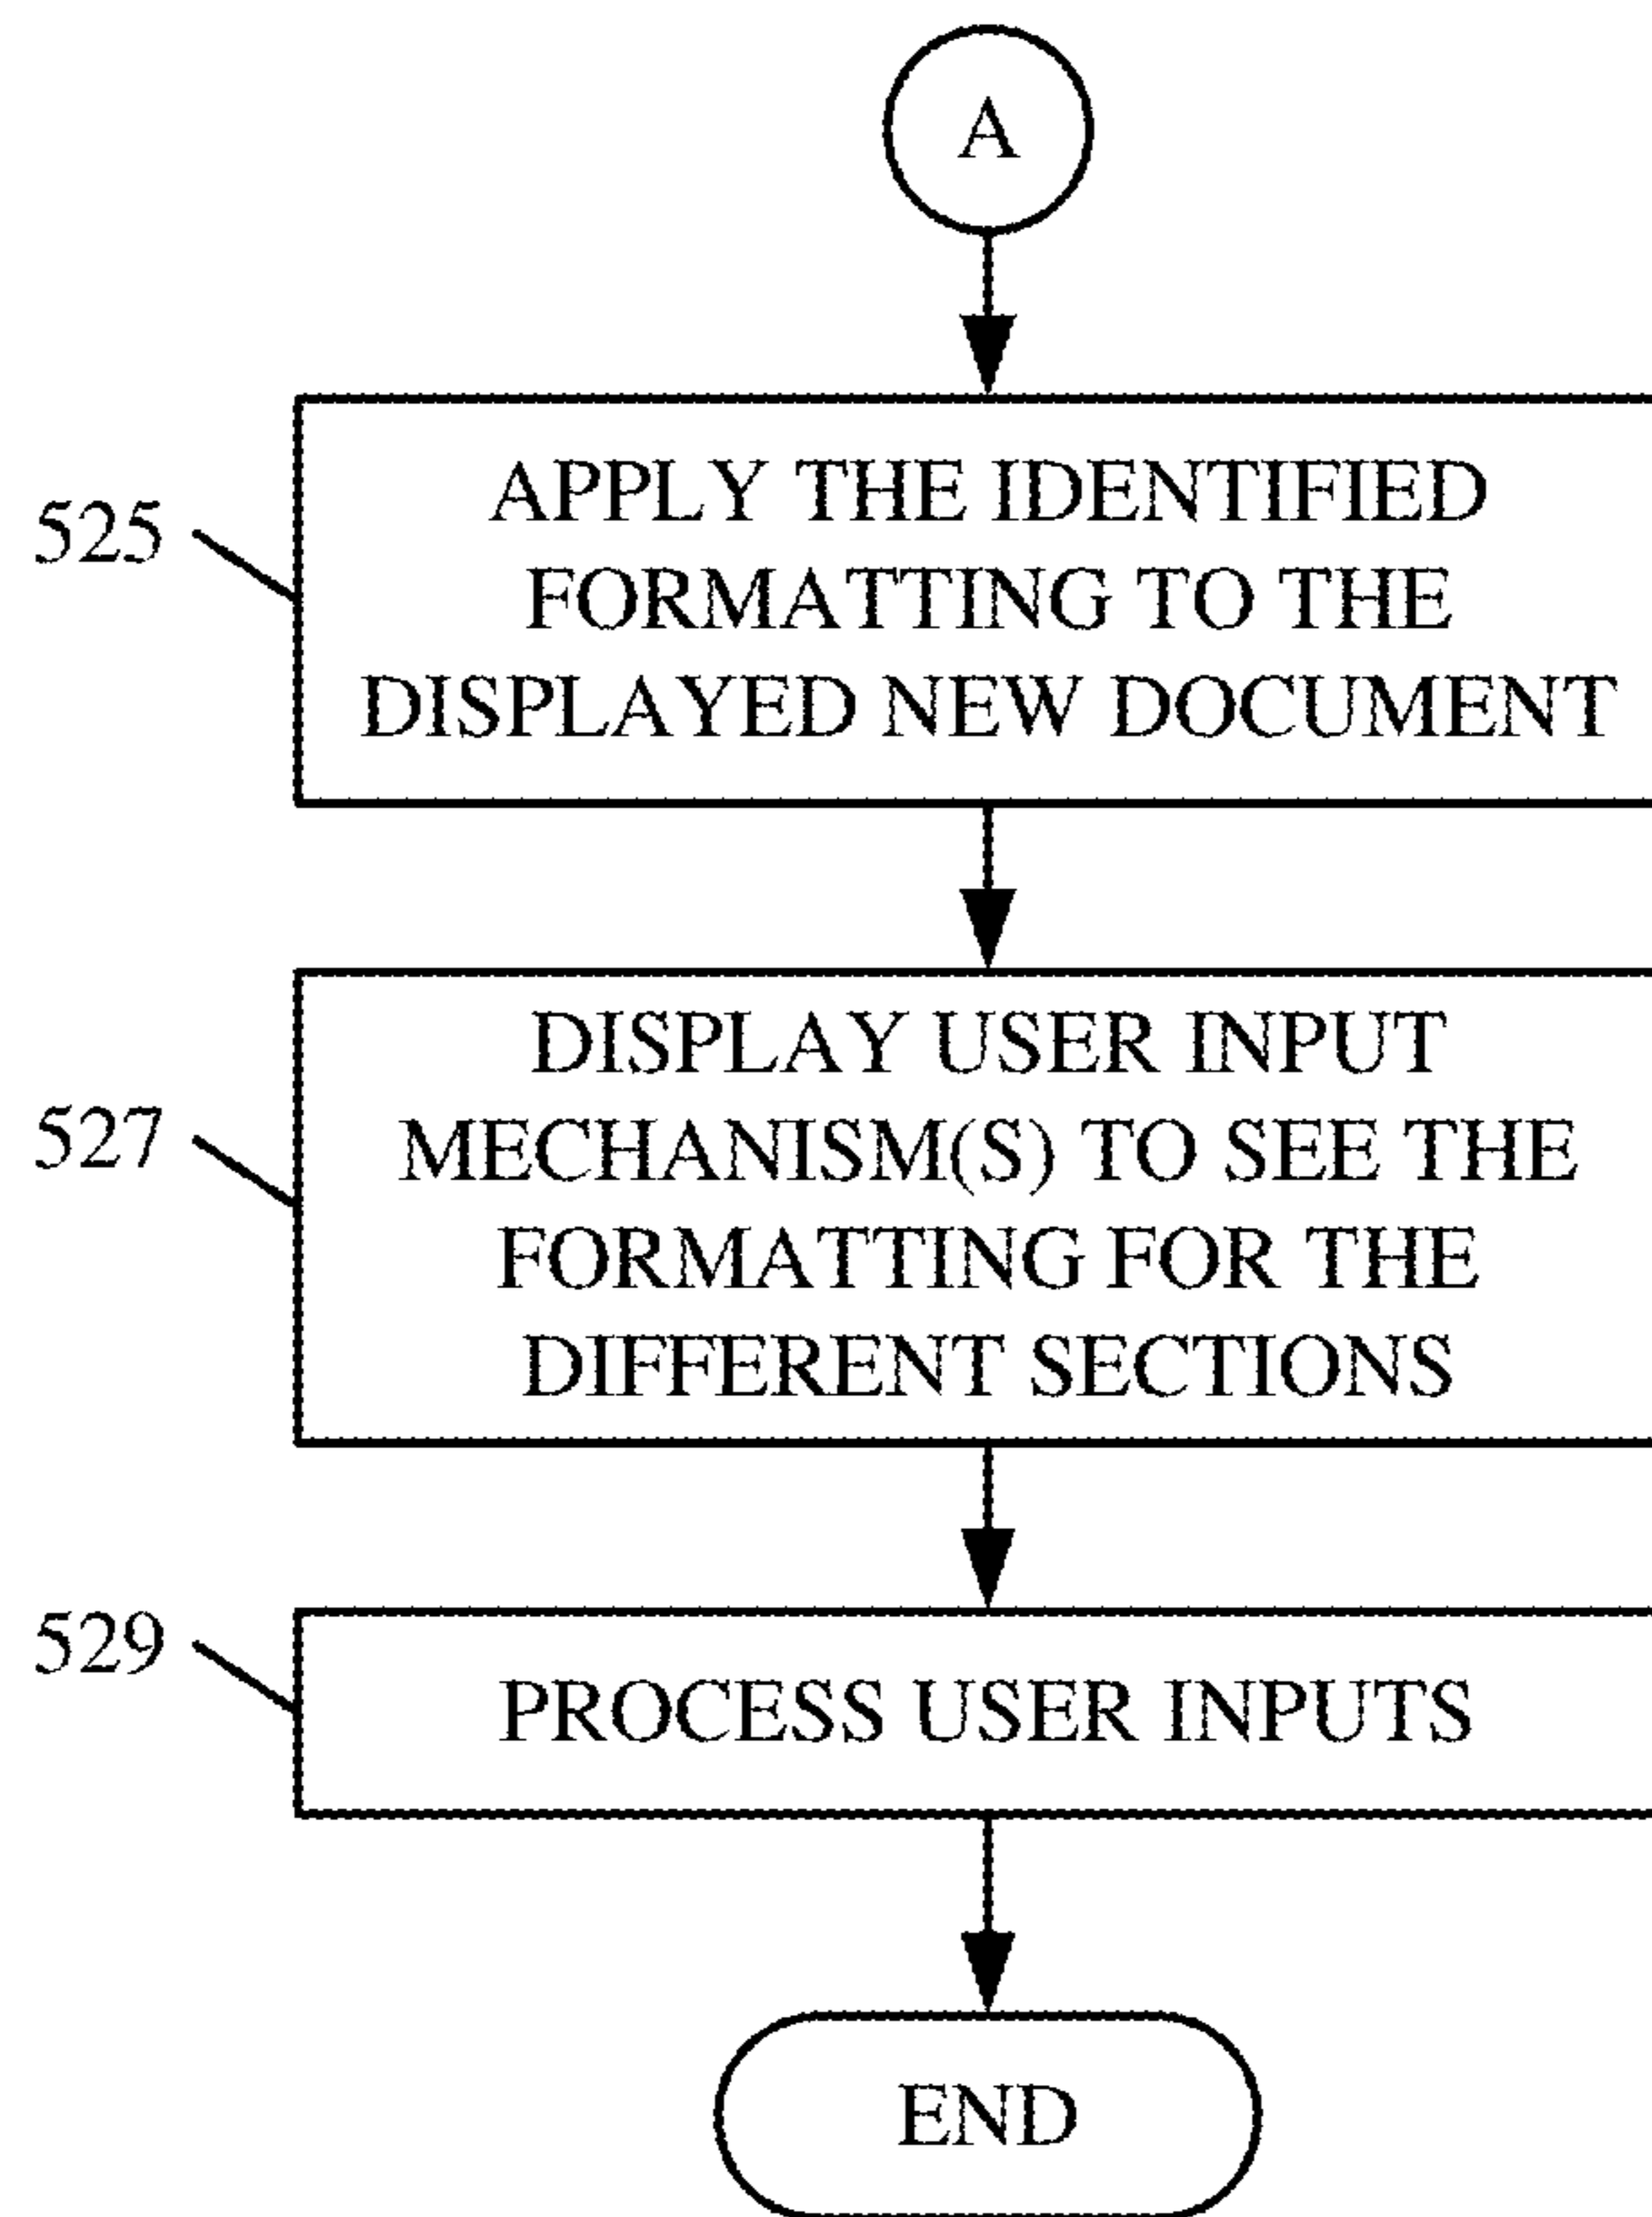 A
525
APPLY THE IDENTIFIED
FORMATTING TO THE
DISPLAYED NEW DOCUMENT
527
DISPLAY USER INPUT
MECHANISM(S) TO SEE THE
FORMATTING FOR THE
DIFFERENT SECTIONS
529
PROCESS USER INPUTS
END